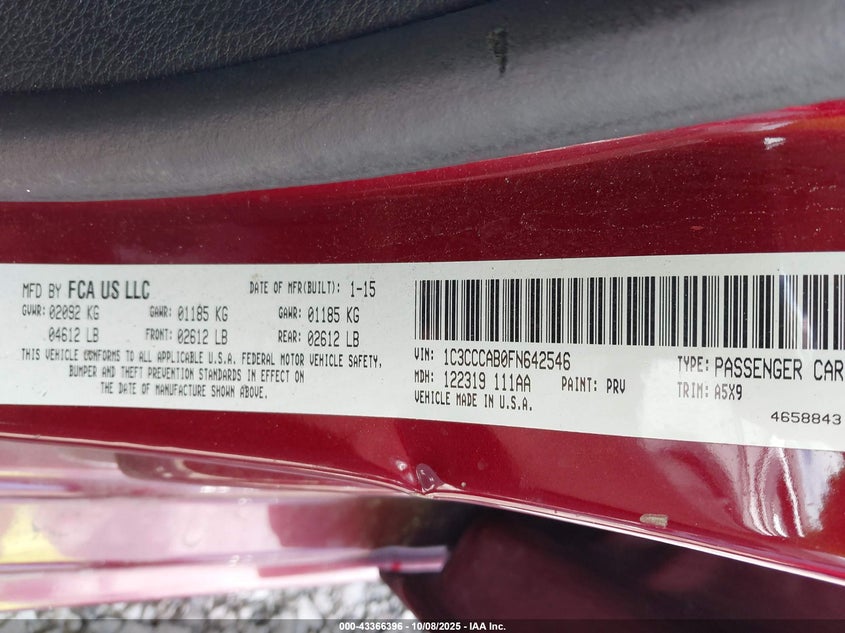 MFD BY FCA US LLC DATE OF MFR(BUILT): 1-15
GVWR: 02092 KG GAWR: 01185 KG GAWR: 01185 KG
04612 LB FRONT: 02612 LB REAR: 02612 LB
THIS VEHICLE CONFORMS TO ALL APPLICABLE U.S.A. FEDERAL MOTOR VEHICLE SAFETY,
BUMPER AND THEFT PREVENTION STANDARDS IN EFFECT ON
THE DATE OF MANUFACTURE SHOWN ABOVE.
VIN: 1C3CCCAB0FN642546 TYPE: PASSENGER CAR
MDH: 122319 111AA PAINT: PRV TRIM: A5X9
VEHICLE MADE IN U.S.A.
4658843
000-43366396 - 10/08/2025 - IAA Inc.